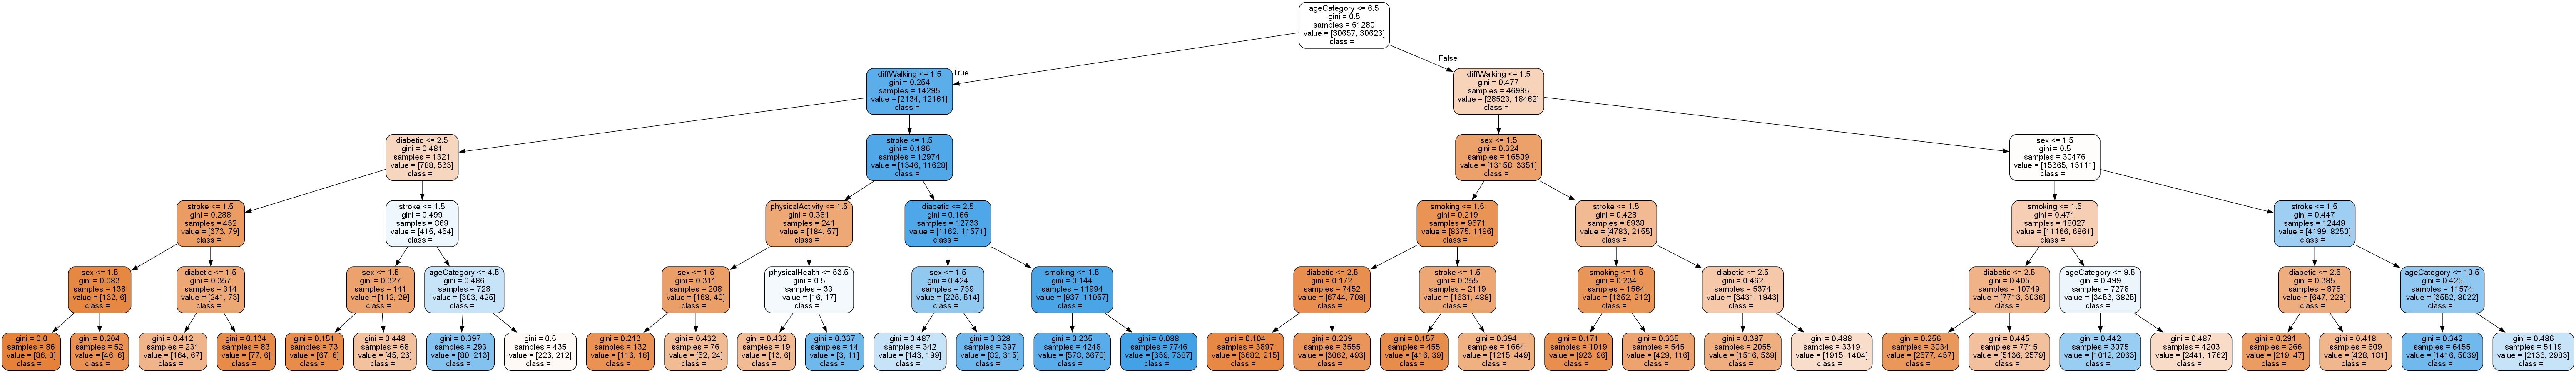 ageCategory <= 6.5
gini = 0.5
samples = 61280
value = [30657, 30623]
class =
True
False
diffWalking <= 1.5
gini = 0.254
samples = 14295
value = [2134, 12161]
class =
diffWalking <= 1.5
gini = 0.477
samples = 46985
value = [28523, 18462]
class =
diabetic <= 2.5
gini = 0.481
samples = 1321
value = [788, 533]
class =
stroke <= 1.5
gini = 0.186
samples = 12974
value = [1346, 11628]
class =
sex <= 1.5
gini = 0.324
samples = 16509
value = [13158, 3351]
class =
sex <= 1.5
gini = 0.5
samples = 30476
value = [15365, 15111]
class =
stroke <= 1.5
gini = 0.288
samples = 452
value = [373, 79]
class =
stroke <= 1.5
gini = 0.499
samples = 869
value = [415, 454]
class =
physicalActivity <= 1.5
gini = 0.361
samples = 241
value = [184, 57]
class =
diabetic <= 2.5
gini = 0.166
samples = 12733
value = [1162, 11571]
class =
smoking <= 1.5
gini = 0.219
samples = 9571
value = [8375, 1196]
class =
stroke <= 1.5
gini = 0.428
samples = 6938
value = [4783, 2155]
class =
smoking <= 1.5
gini = 0.471
samples = 18027
value = [11166, 6861]
class =
stroke <= 1.5
gini = 0.447
samples = 12449
value = [4199, 8250]
class =
sex <= 1.5
gini = 0.083
samples = 138
value = [132, 6]
class =
diabetic <= 1.5
gini = 0.357
samples = 314
value = [241, 73]
class =
sex <= 1.5
gini = 0.327
samples = 141
value = [112, 29]
class =
ageCategory <= 4.5
gini = 0.486
samples = 728
value = [303, 425]
class =
sex <= 1.5
gini = 0.311
samples = 208
value = [168, 40]
class =
physicalHealth <= 53.5
gini = 0.5
samples = 33
value = [16, 17]
class =
sex <= 1.5
gini = 0.424
samples = 739
value = [225, 514]
class =
smoking <= 1.5
gini = 0.144
samples = 11994
value = [937, 11057]
class =
diabetic <= 2.5
gini = 0.172
samples = 7452
value = [6744, 708]
class =
stroke <= 1.5
gini = 0.355
samples = 2119
value = [1631, 488]
class =
smoking <= 1.5
gini = 0.234
samples = 1564
value = [1352, 212]
class =
diabetic <= 2.5
gini = 0.462
samples = 5374
value = [3431, 1943]
class =
diabetic <= 2.5
gini = 0.405
samples = 10749
value = [7713, 3036]
class =
ageCategory <= 9.5
gini = 0.499
samples = 7278
value = [3453, 3825]
class =
diabetic <= 2.5
gini = 0.385
samples = 875
value = [647, 228]
class =
ageCategory <= 10.5
gini = 0.425
samples = 11574
value = [3552, 8022]
class =
gini = 0.0
samples = 86
value = [86, 0]
class =
gini = 0.204
samples = 52
value = [46, 6]
class =
gini = 0.412
samples = 231
value = [164, 67]
class =
gini = 0.134
samples = 83
value = [77, 6]
class =
gini = 0.151
samples = 73
value = [67, 6]
class =
gini = 0.448
samples = 68
value = [45, 23]
class =
gini = 0.397
samples = 293
value = [80, 213]
class =
gini = 0.5
samples = 435
value = [223, 212]
class =
gini = 0.213
samples = 132
value = [116, 16]
class =
gini = 0.432
samples = 76
value = [52, 24]
class =
gini = 0.432
samples = 19
value = [13, 6]
class =
gini = 0.337
samples = 14
value = [3, 11]
class =
gini = 0.487
samples = 342
value = [143, 199]
class =
gini = 0.328
samples = 397
value = [82, 315]
class =
gini = 0.235
samples = 4248
value = [578, 3670]
class =
gini = 0.088
samples = 7746
value = [359, 7387]
class =
gini = 0.104
samples = 3897
value = [3682, 215]
class =
gini = 0.239
samples = 3555
value = [3062, 493]
class =
gini = 0.157
samples = 455
value = [416, 39]
class =
gini = 0.394
samples = 1664
value = [1215, 449]
class =
gini = 0.171
samples = 1019
value = [923, 96]
class =
gini = 0.335
samples = 545
value = [429, 116]
class =
gini = 0.387
samples = 2055
value = [1516, 539]
class =
gini = 0.488
samples = 3319
value = [1915, 1404]
class =
gini = 0.256
samples = 3034
value = [2577, 457]
class =
gini = 0.445
samples = 7715
value = [5136, 2579]
class =
gini = 0.442
samples = 3075
value = [1012, 2063]
class =
gini = 0.487
samples = 4203
value = [2441, 1762]
class =
gini = 0.291
samples = 266
value = [219, 47]
class =
gini = 0.418
samples = 609
value = [428, 181]
class =
gini = 0.342
samples = 6455
value = [1416, 5039]
class =
gini = 0.486
samples = 5119
value = [2136, 2983]
class =